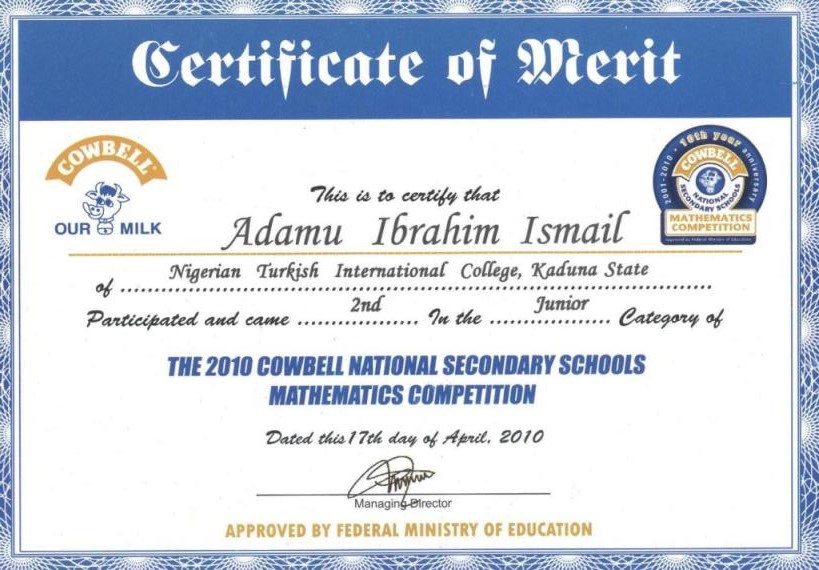 Certificate of Merit
COWBELL
OUR MILK
10th year anniversary
2001-2010
COWBELL
NATIONAL
SECONDARY SCHOOLS
MATHEMATICS
COMPETITION
This is to certify that
Adamu Ibrahim Ismail
of Nigerian Turkish International College, Kaduna State
Participated and came 2nd In the Junior Category of
THE 2010 COWBELL NATIONAL SECONDARY SCHOOLS
MATHEMATICS COMPETITION
Dated this 17th day of April, 2010
Managing Director
APPROVED BY FEDERAL MINISTRY OF EDUCATION